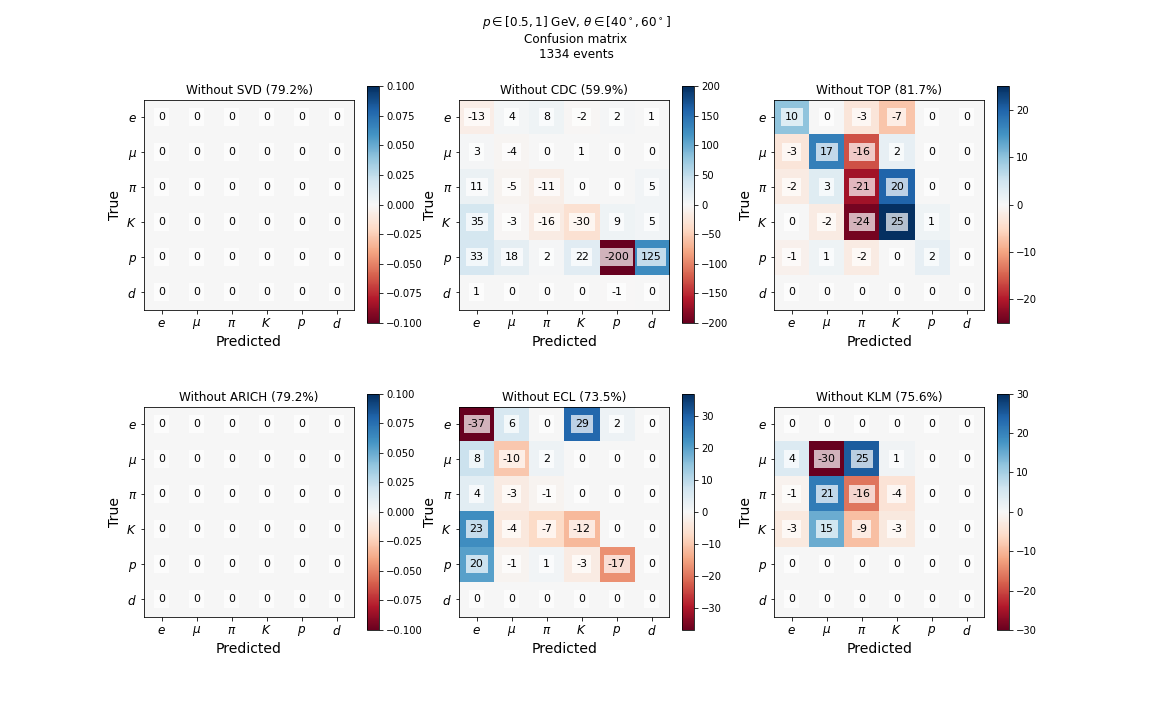 p ∈ [0.5, 1] GeV, θ ∈ [40°, 60°]
Confusion matrix
1334 events
Without SVD (79.2%)
True
e 0 0 0 0 0 0
μ 0 0 0 0 0 0
π 0 0 0 0 0 0
K 0 0 0 0 0 0
p 0 0 0 0 0 0
d 0 0 0 0 0 0
e μ π K p d
Predicted
0.100
0.075
0.050
0.025
0.000
−0.025
−0.050
−0.075
−0.100
Without CDC (59.9%)
True
e -13 4 8 -2 2 1
μ 3 -4 0 1 0 0
π 11 -5 -11 0 0 5
K 35 -3 -16 -30 9 5
p 33 18 2 22 -200 125
d 1 0 0 0 -1 0
e μ π K p d
Predicted
200
150
100
50
0
−50
−100
−150
−200
Without TOP (81.7%)
True
e 10 0 -3 -7 0 0
μ -3 17 -16 2 0 0
π -2 3 -21 20 0 0
K 0 -2 -24 25 1 0
p -1 1 -2 0 2 0
d 0 0 0 0 0 0
e μ π K p d
Predicted
20
10
0
−10
−20
Without ARICH (79.2%)
True
e 0 0 0 0 0 0
μ 0 0 0 0 0 0
π 0 0 0 0 0 0
K 0 0 0 0 0 0
p 0 0 0 0 0 0
d 0 0 0 0 0 0
e μ π K p d
Predicted
0.100
0.075
0.050
0.025
0.000
−0.025
−0.050
−0.075
−0.100
Without ECL (73.5%)
True
e -37 6 0 29 2 0
μ 8 -10 2 0 0 0
π 4 -3 -1 0 0 0
K 23 -4 -7 -12 0 0
p 20 -1 1 -3 -17 0
d 0 0 0 0 0 0
e μ π K p d
Predicted
30
20
10
0
−10
−20
−30
Without KLM (75.6%)
True
e 0 0 0 0 0 0
μ 4 -30 25 1 0 0
π -1 21 -16 -4 0 0
K -3 15 -9 -3 0 0
p 0 0 0 0 0 0
d 0 0 0 0 0 0
e μ π K p d
Predicted
30
20
10
0
−10
−20
−30